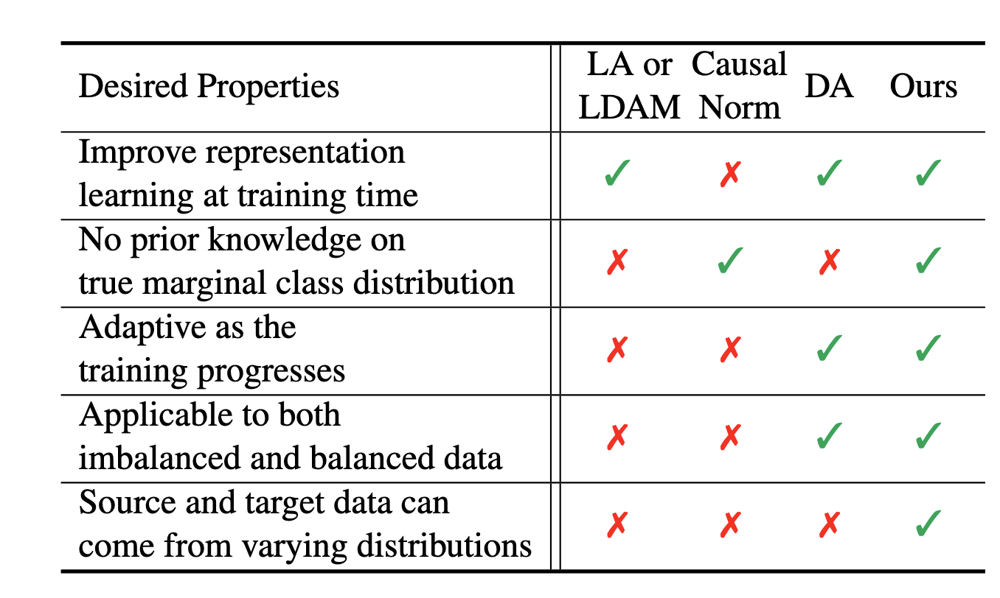 Desired Properties
LA or
LDAM
Causal
Norm
DA
Ours
Improve representation
learning at training time
✓ ✗ ✓ ✓
No prior knowledge on
true marginal class distribution
✗ ✓ ✗ ✓
Adaptive as the
training progresses
✗ ✗ ✓ ✓
Applicable to both
imbalanced and balanced data
✗ ✗ ✓ ✓
Source and target data can
come from varying distributions
✗ ✗ ✗ ✓